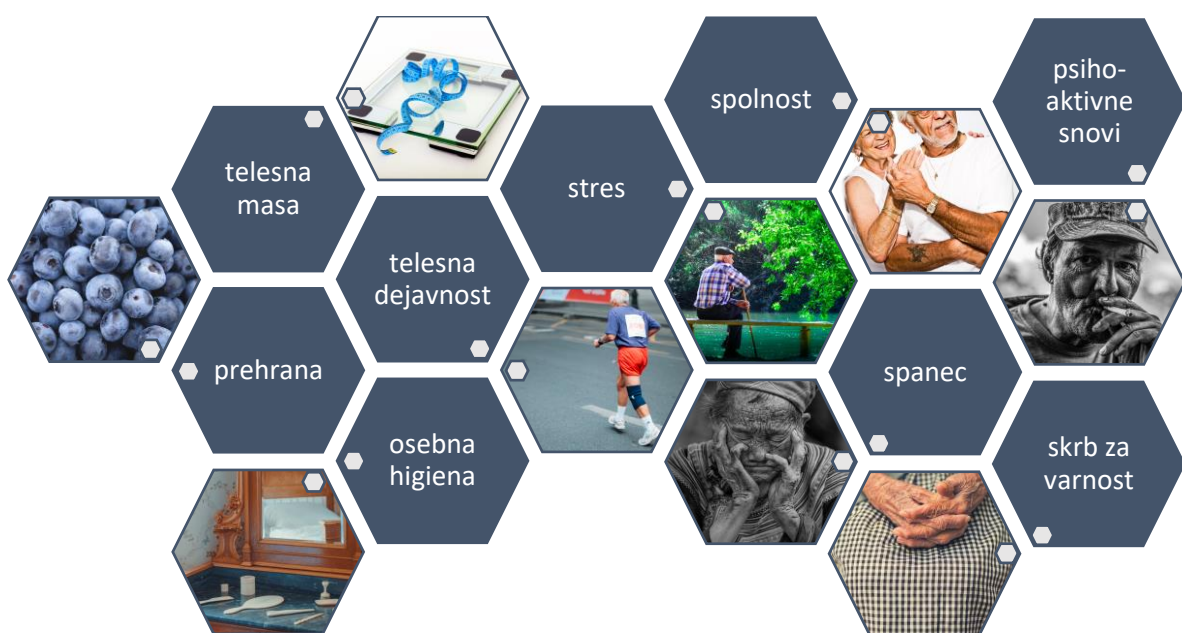 telesna
masa
prehrana
telesna
dejavnost
osebna
higiena
stres
spolnost
spanec
psiho-
aktivne
snovi
skrb za
varnost